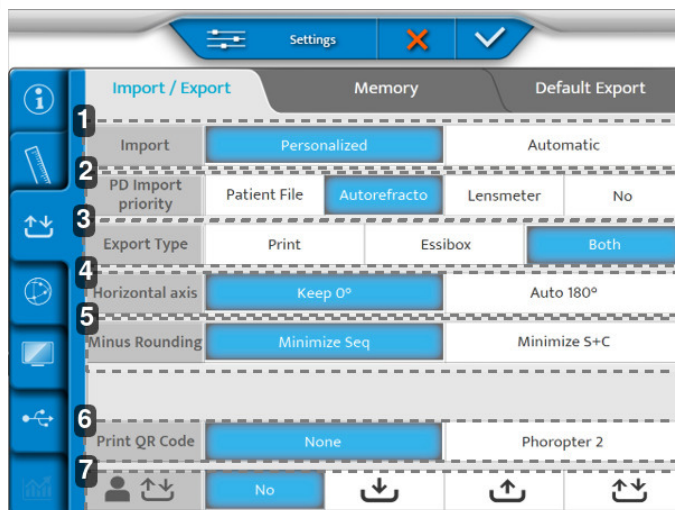 Settings
Import / Export Memory Default Export
1
Import Personalized Automatic
2
PD Import priority Patient File Autorefracto Lensmeter No
3
Export Type Print Essibox Both
4
Horizontal axis Keep 0° Auto 180°
5
Minus Rounding Minimize Seq Minimize S+C
6
Print QR Code None Phoropter 2
7
No